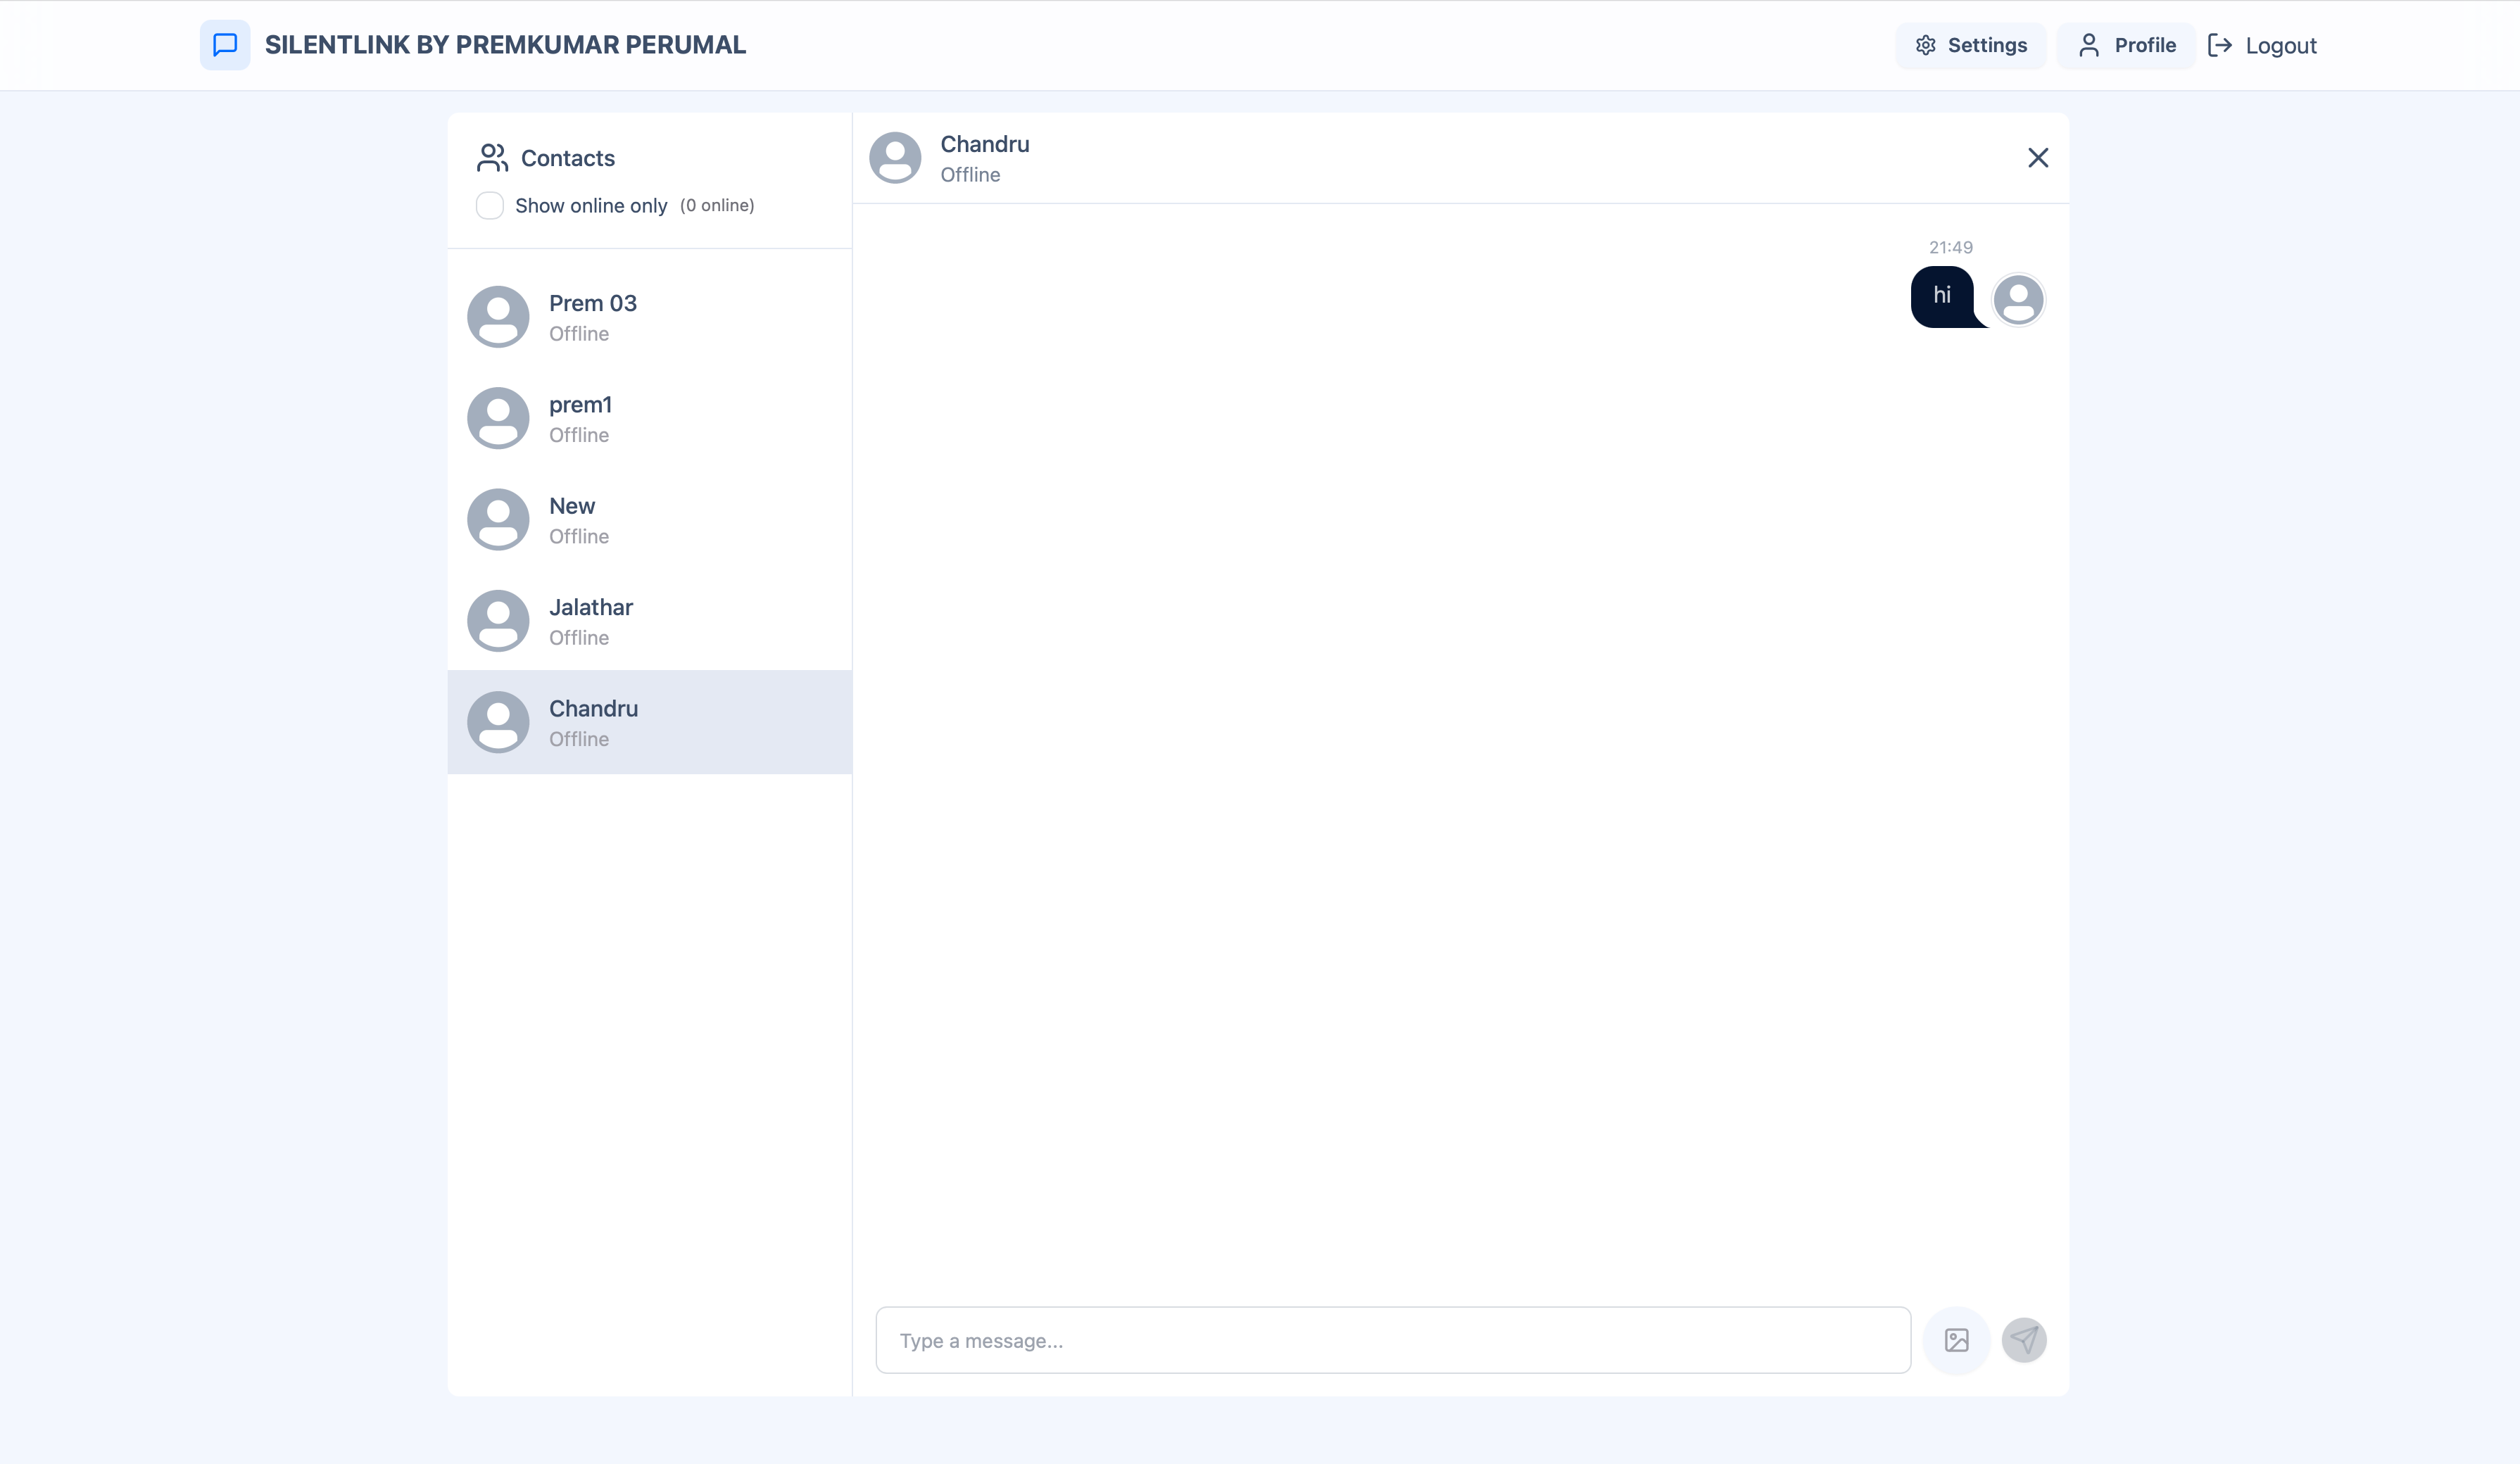 SILENTLINK BY PREMKUMAR PERUMAL
Settings
Profile
Logout
Contacts
Show online only (0 online)
Prem 03
Offline
prem1
Offline
New
Offline
Jalathar
Offline
Chandru
Offline
Chandru
Offline
21:49
hi
Type a message...